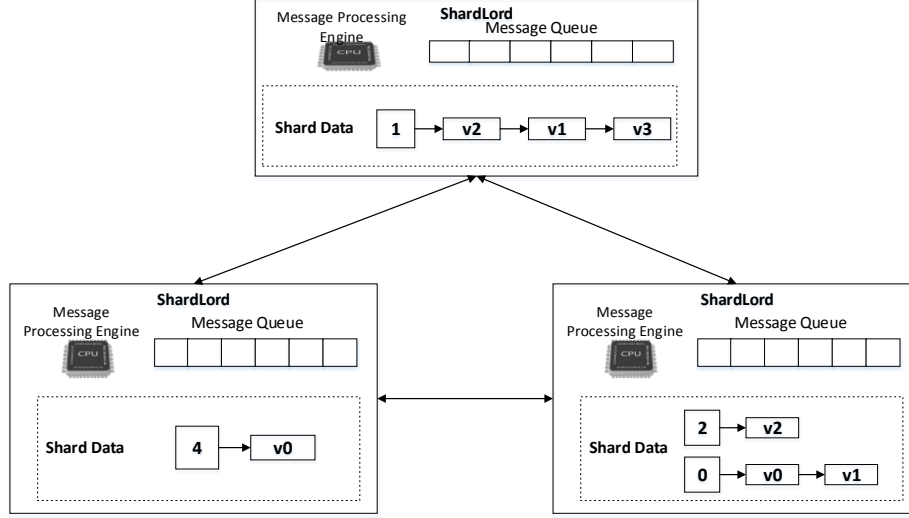 ShardLord
Message Processing
Engine
CPU
Message Queue
Shard Data
1
v2
v1
v3
ShardLord
Message
Processing Engine
CPU
Message Queue
Shard Data
4
v0
ShardLord
Message
Processing Engine
CPU
Message Queue
Shard Data
2
v2
0
v0
v1